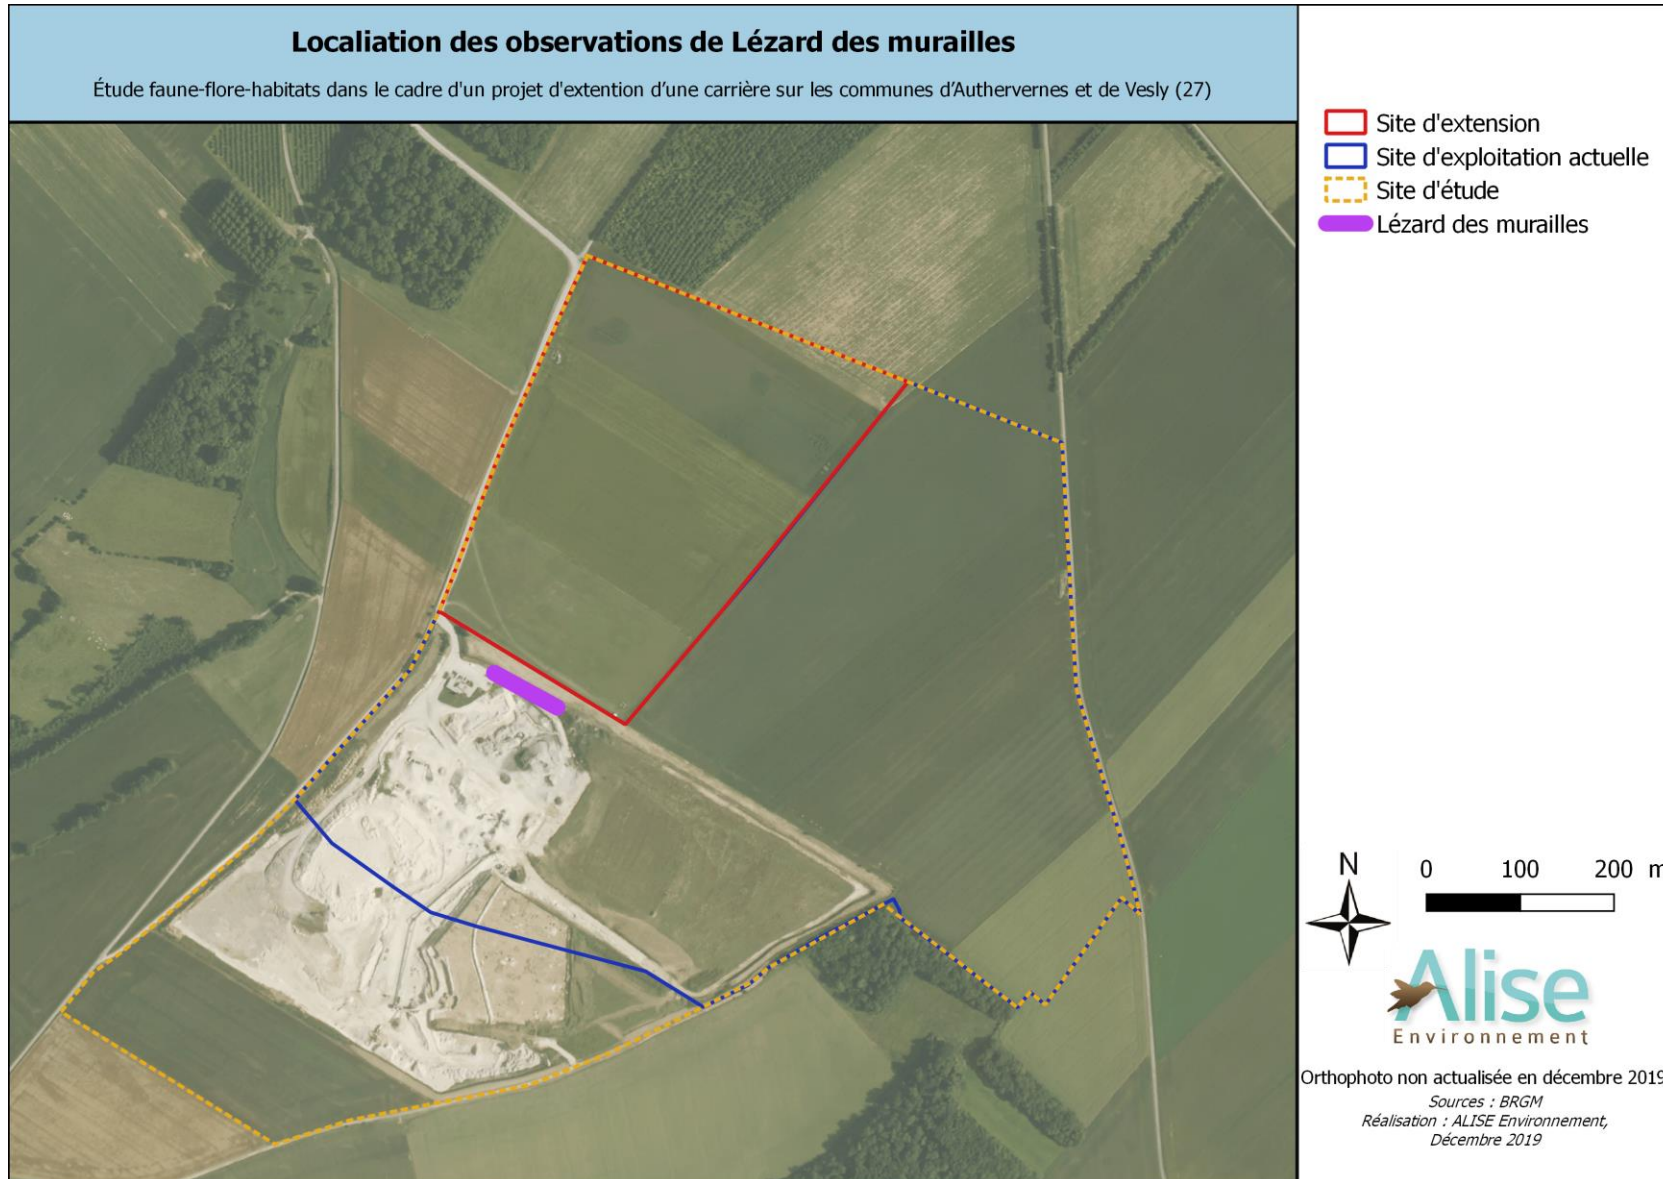 Localiation des observations de Lézard des murailles
Étude faune-flore-habitats dans le cadre d'un projet d'extention d'une carrière sur les communes d'Authervernes et de Vesly (27)
Site d'extension
Site d'exploitation actuelle
Site d'étude
Lézard des murailles
N
0 100 200 m
Alise
Environnement
Orthophoto non actualisée en décembre 2019
Sources : BRGM
Réalisation : ALISE Environnement,
Décembre 2019